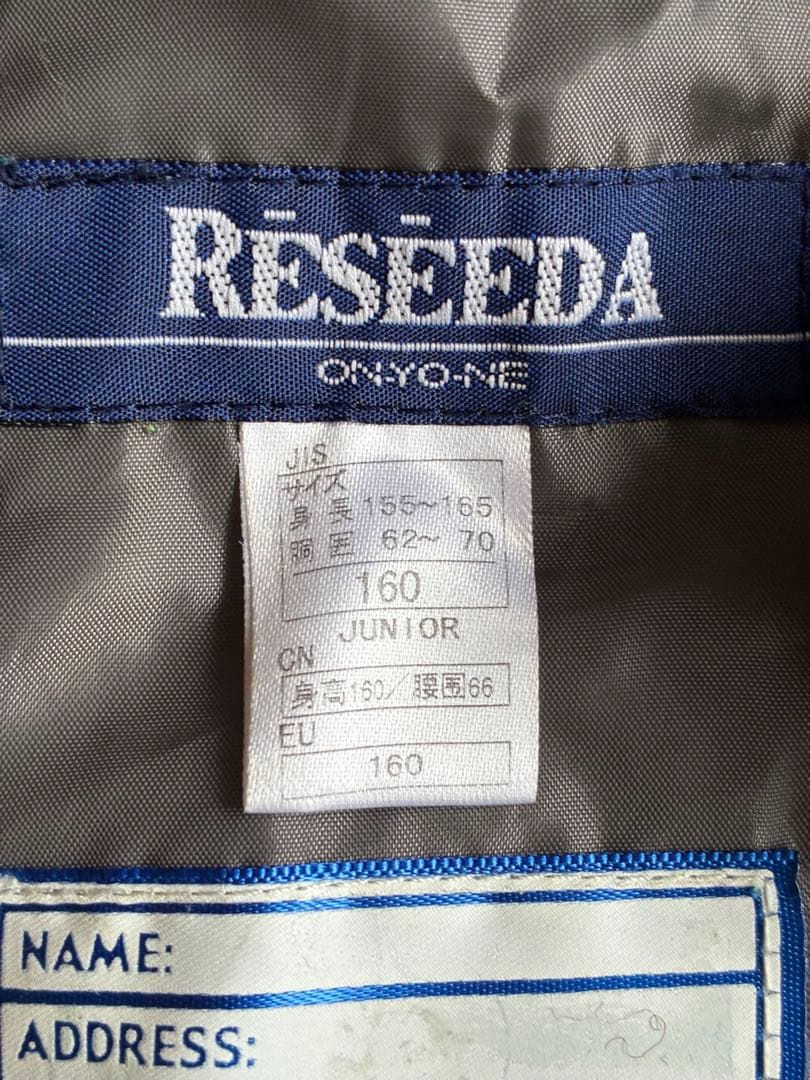 RĒSĒEDA
ON-YO-NE
JIS
サイズ
身 長 155~165
胴 囲 62~ 70
160
JUNIOR
CN
身高160/腰围66
EU
160
NAME:
ADDRESS: